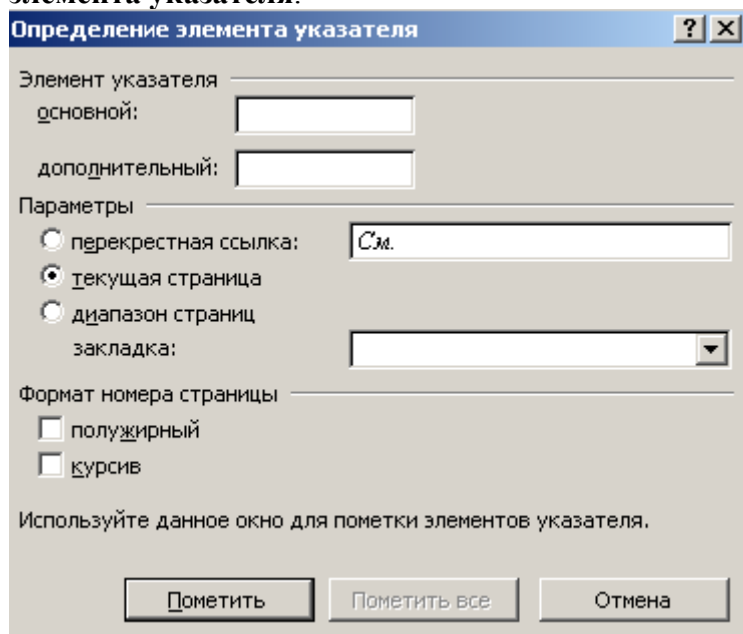 элемента указателя.
Определение элемента указателя
Элемент указателя
основной:
дополнительный:
Параметры
перекрестная ссылка: См.
текущая страница
диапазон страниц
закладка:
Формат номера страницы
полужирный
курсив
Используйте данное окно для пометки элементов указателя.
Пометить Пометить все Отмена